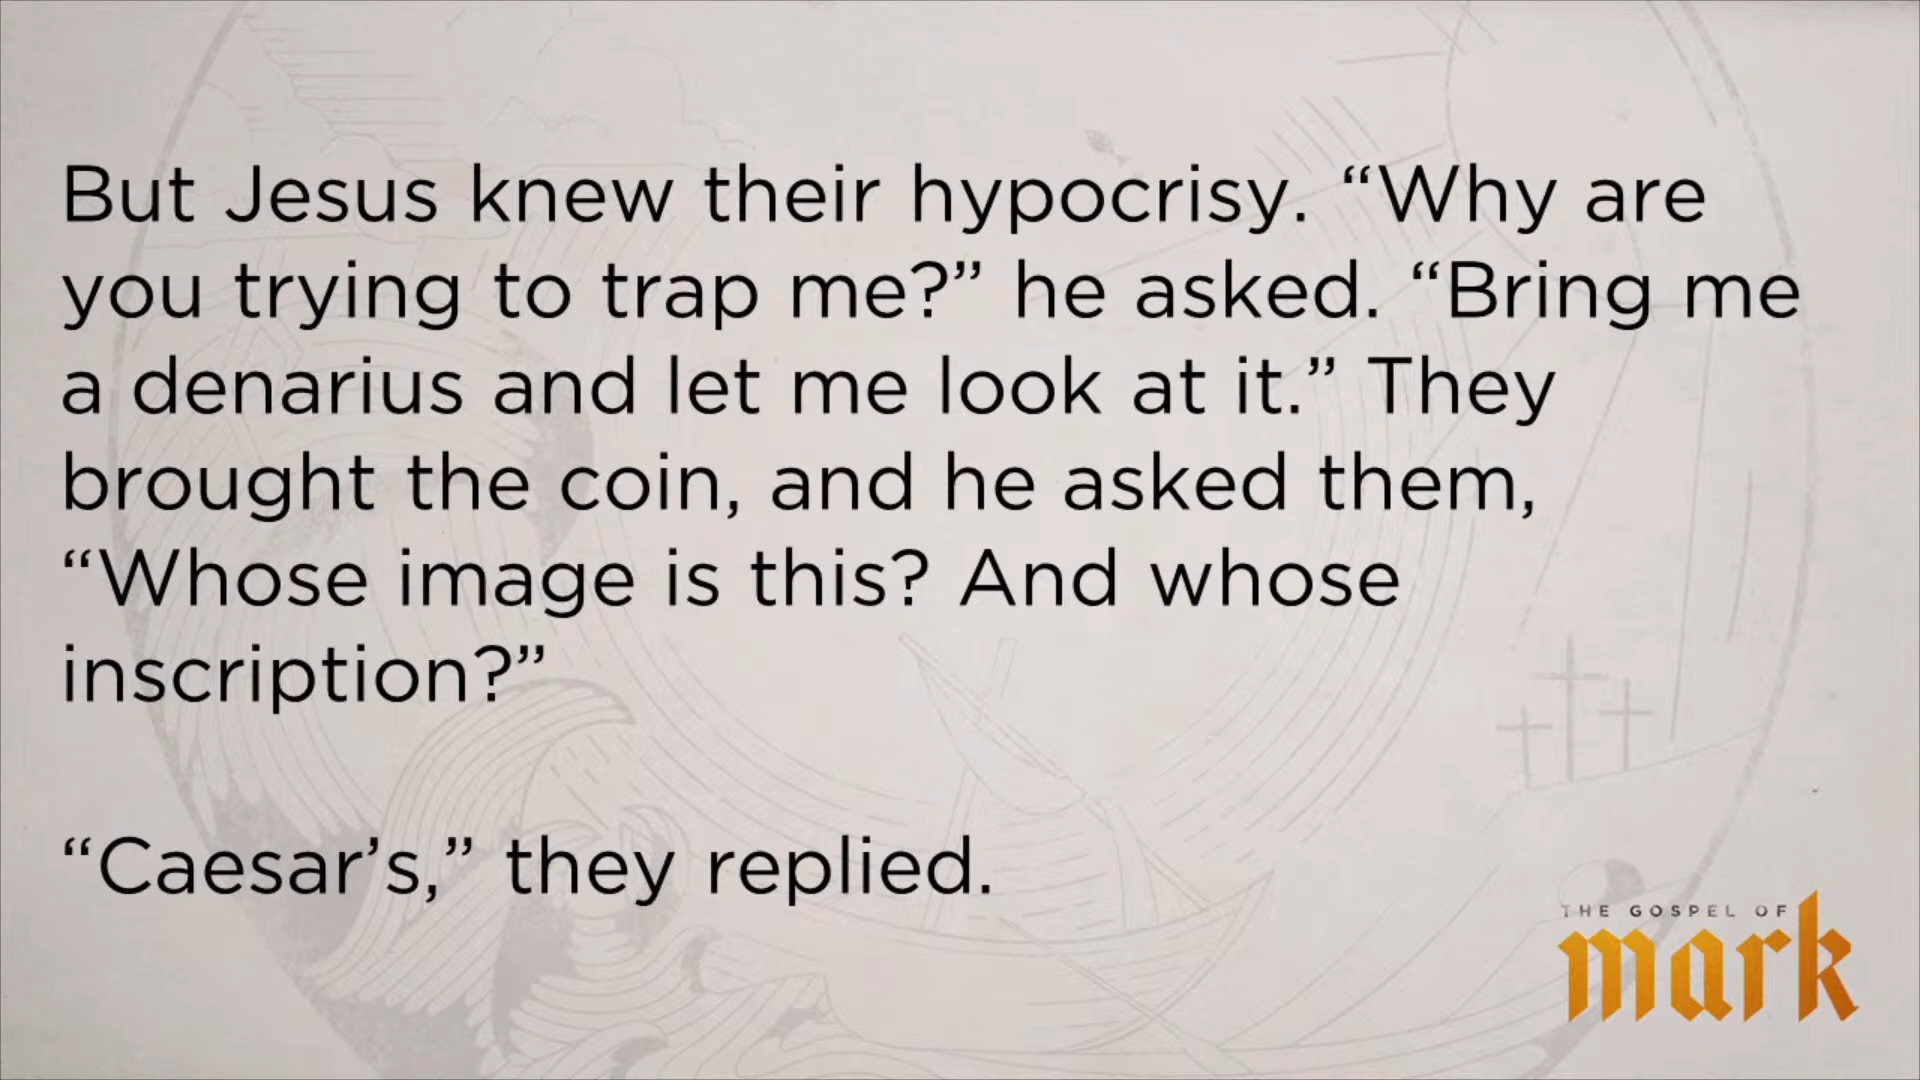 But Jesus knew their hypocrisy. “Why are
you trying to trap me?” he asked. “Bring me
a denarius and let me look at it.” They
brought the coin, and he asked them,
“Whose image is this? And whose
inscription?”
“Caesar’s,” they replied.
THE GOSPEL OF
mark